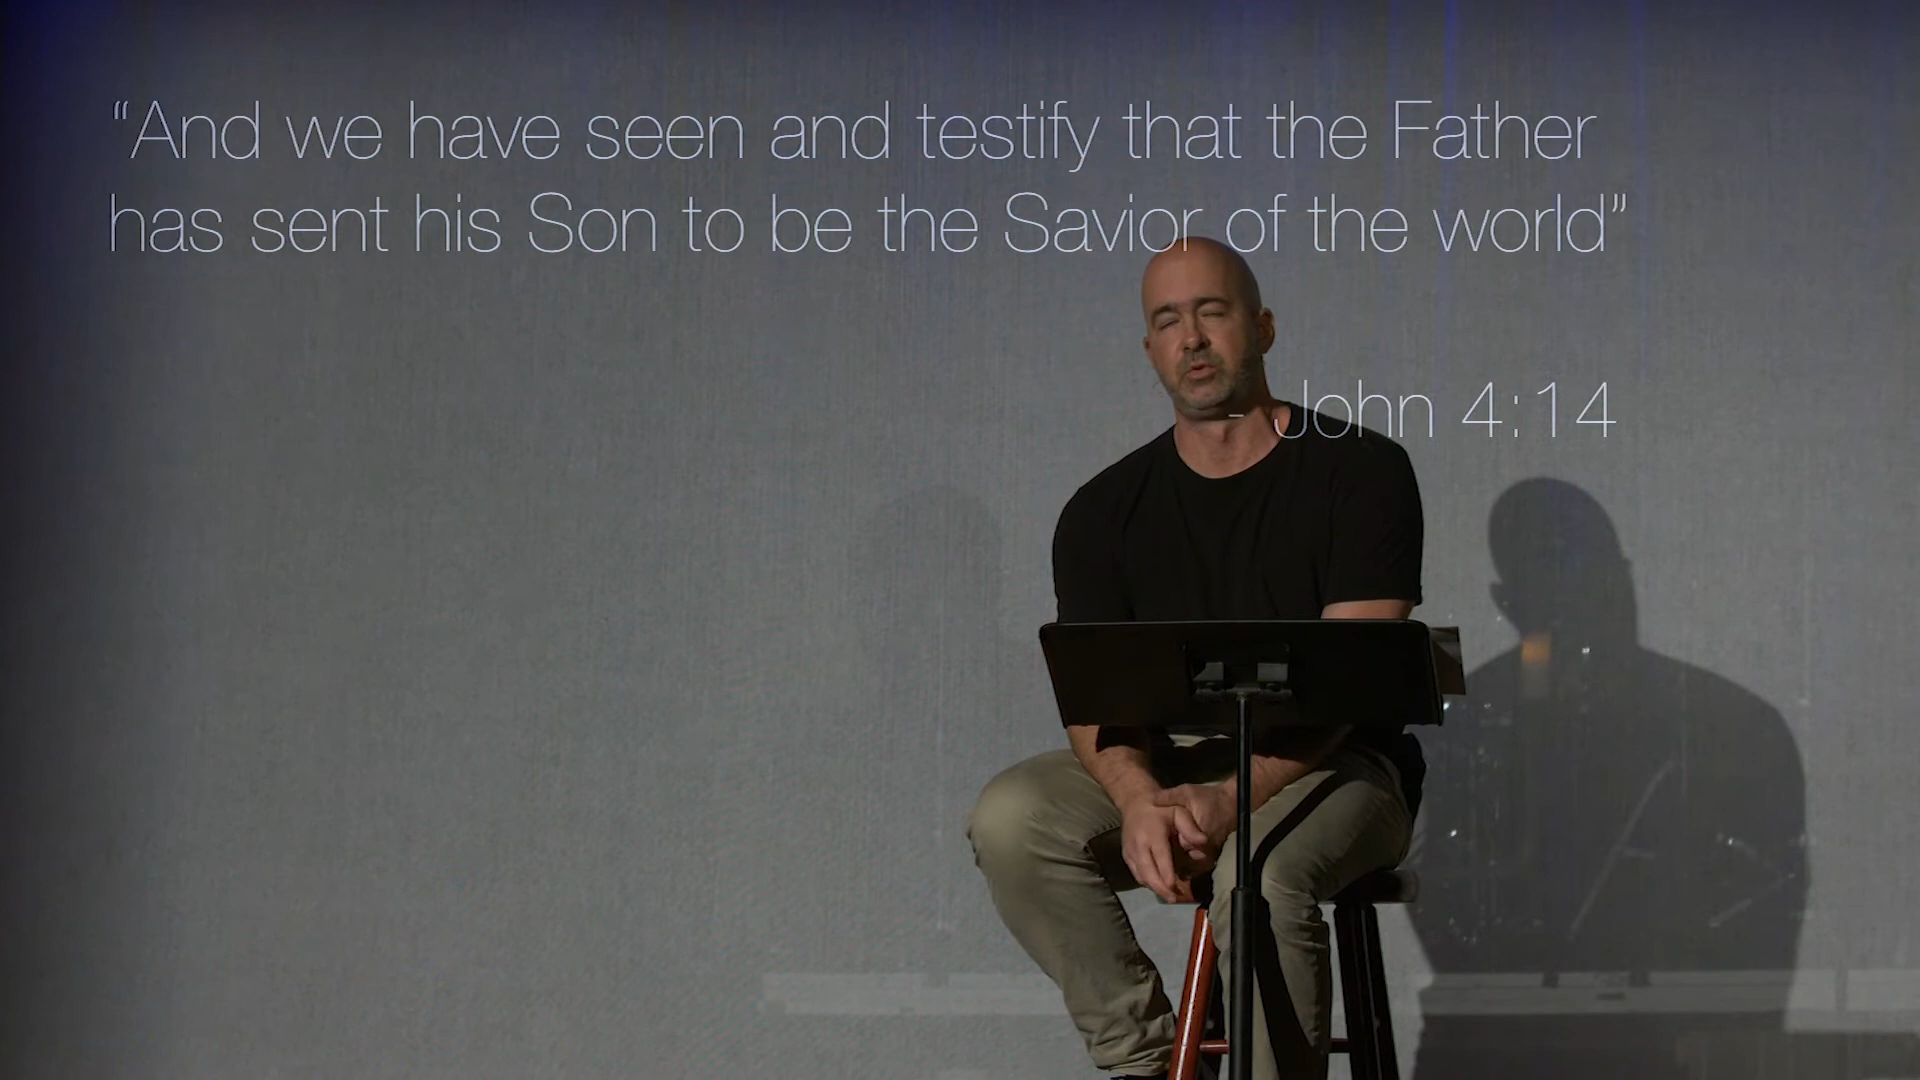 “And we have seen and testify that the Father
has sent his Son to be the Savior of the world”
- John 4:14